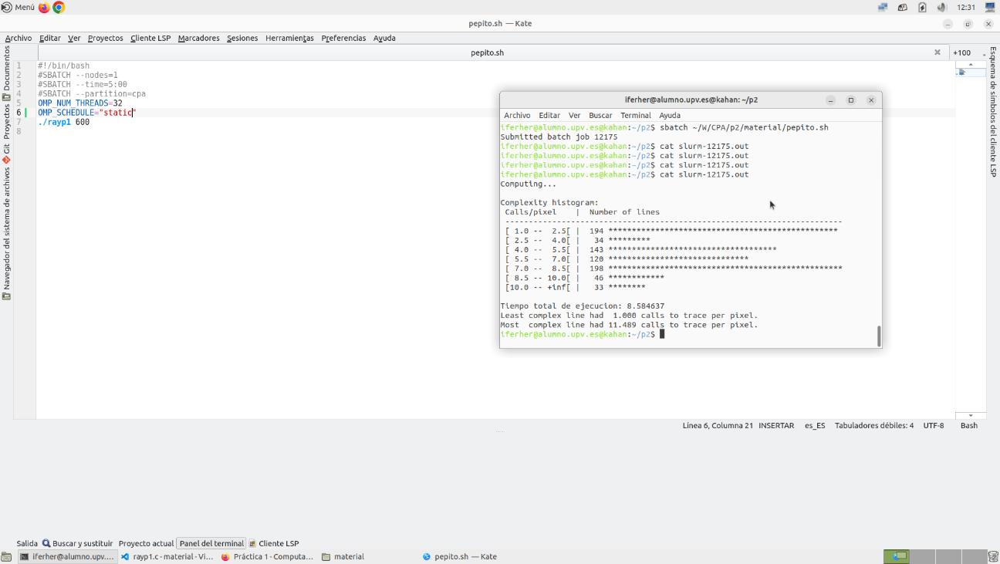 Menú
12:31
pepito.sh — Kate
Archivo Editar Ver Proyectos Cliente LSP Marcadores Sesiones Herramientas Preferencias Ayuda
pepito.sh
+100
Documentos
Proyectos
Git
Navegador del sistema de archivos
Esquema de símbolos del cliente LSP
1 #!/bin/bash
2 #SBATCH --nodes=1
3 #SBATCH --time=5:00
4 #SBATCH --partition=cpa
5 OMP_NUM_THREADS=32
6 OMP_SCHEDULE="static"
7 ./rayp1 600
8
iferher@alumno.upv.es@kahan: ~/p2
Archivo Editar Ver Buscar Terminal Ayuda
iferher@alumno.upv.es@kahan:~/p2$ sbatch ~/W/CPA/p2/material/pepito.sh
Submitted batch job 12175
iferher@alumno.upv.es@kahan:~/p2$ cat slurm-12175.out
iferher@alumno.upv.es@kahan:~/p2$ cat slurm-12175.out
iferher@alumno.upv.es@kahan:~/p2$ cat slurm-12175.out
iferher@alumno.upv.es@kahan:~/p2$ cat slurm-12175.out
Computing...
Complexity histogram:
Calls/pixel | Number of lines
------------------------------------------------------------------------
[ 1.0 -- 2.5[ | 194 *************************************************
[ 2.5 -- 4.0[ | 34 *********
[ 4.0 -- 5.5[ | 143 ************************************
[ 5.5 -- 7.0[ | 120 ******************************
[ 7.0 -- 8.5[ | 198 **************************************************
[ 8.5 -- 10.0[ | 46 ************
[10.0 -- +inf[ | 33 ********
Tiempo total de ejecucion: 8.584637
Least complex line had 1.000 calls to trace per pixel.
Most complex line had 11.489 calls to trace per pixel.
iferher@alumno.upv.es@kahan:~/p2$
Línea 6, Columna 21 INSERTAR es_ES Tabuladores débiles: 4 UTF-8 Bash
Salida Buscar y sustituir Proyecto actual Panel del terminal Cliente LSP
iferher@alumno.upv.... rayp1.c - material - Vi... Práctica 1 - Computa... material pepito.sh — Kate